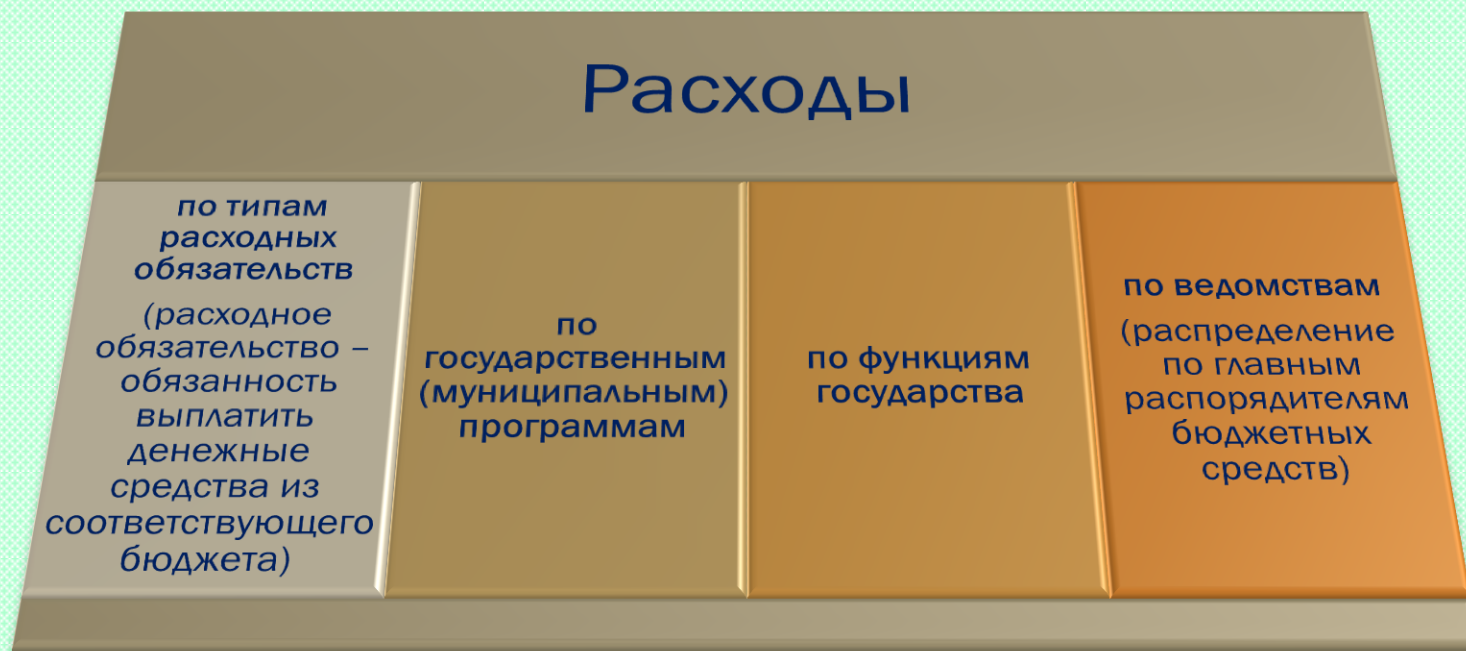 Расходы
по типам
расходных
обязательств
(расходное
обязательство –
обязанность
выплатить
денежные
средства из
соответствующего
бюджета)
по
государственным
(муниципальным)
программам
по функциям
государства
по ведомствам
(распределение
по главным
распорядителям
бюджетных
средств)